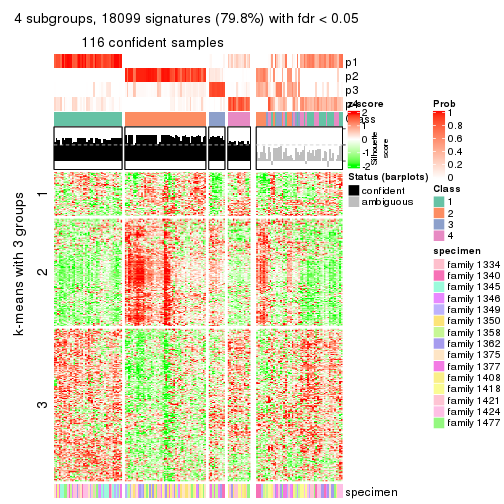 4 subgroups, 18099 signatures (79.8%) with fdr < 0.05
116 confident samples
p1
p2
p3
p4
Class
z-score
2
1
0
-1
-2
Silhouette
score
Prob
1
0.8
0.6
0.4
0.2
0
Status (barplots)
confident
ambiguous
Class
1
2
3
4
k-means with 3 groups
1
2
3
specimen
family 1334
family 1340
family 1345
family 1346
family 1349
family 1350
family 1358
family 1362
family 1375
family 1377
family 1408
family 1418
family 1421
family 1424
family 1477
specimen